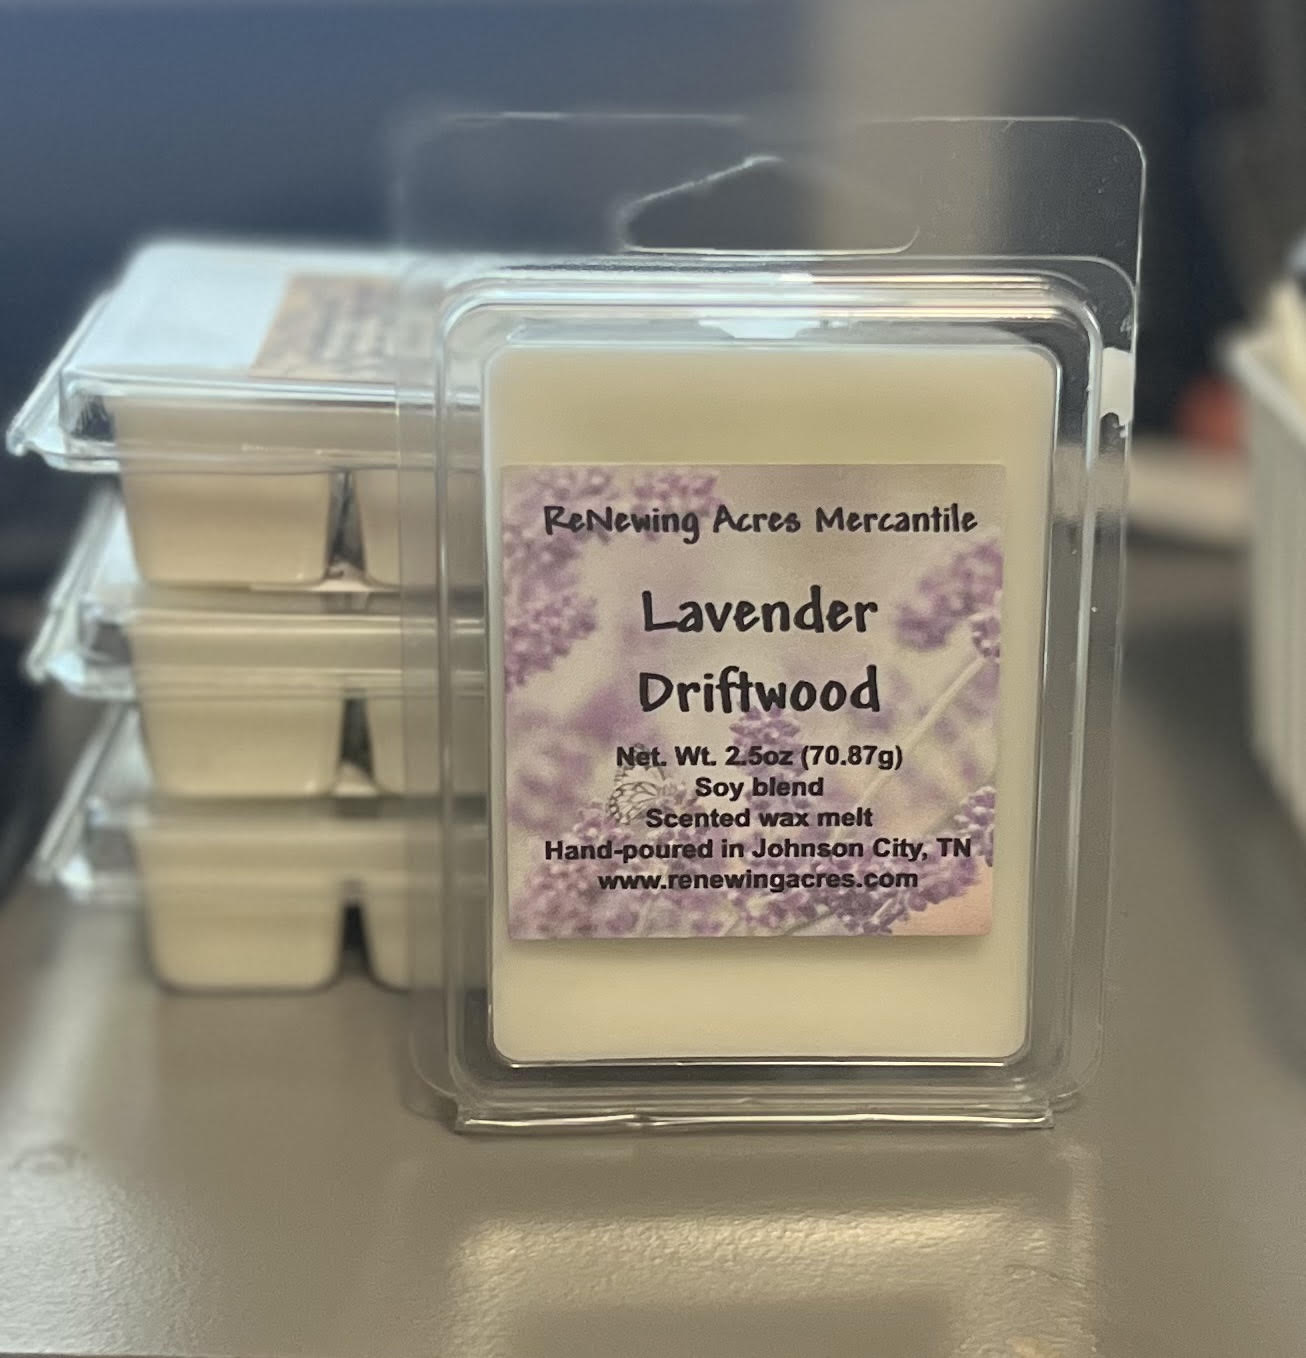 ReNewing Acres Mercantile
Lavender
Driftwood
Net. Wt. 2.5oz (70.87g)
Soy blend
Scented wax melt
Hand-poured in Johnson City, TN
www.renewingacres.com